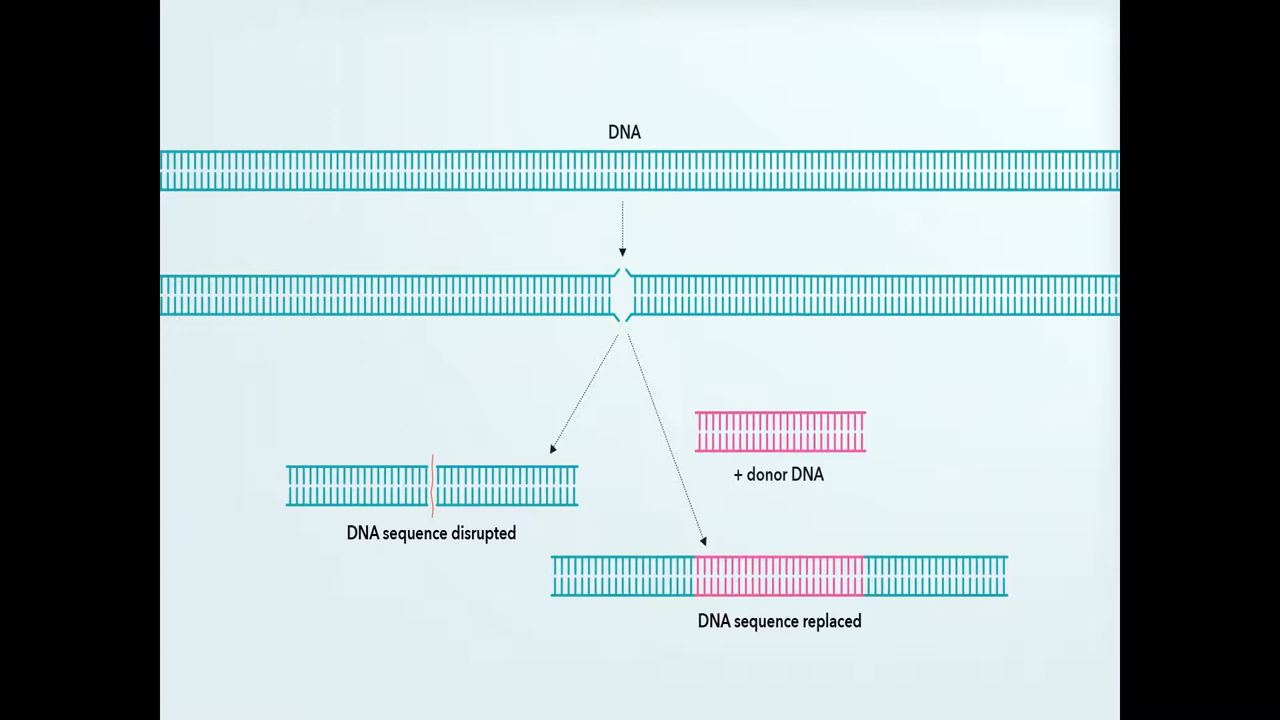 DNA
+ donor DNA
DNA sequence disrupted
DNA sequence replaced